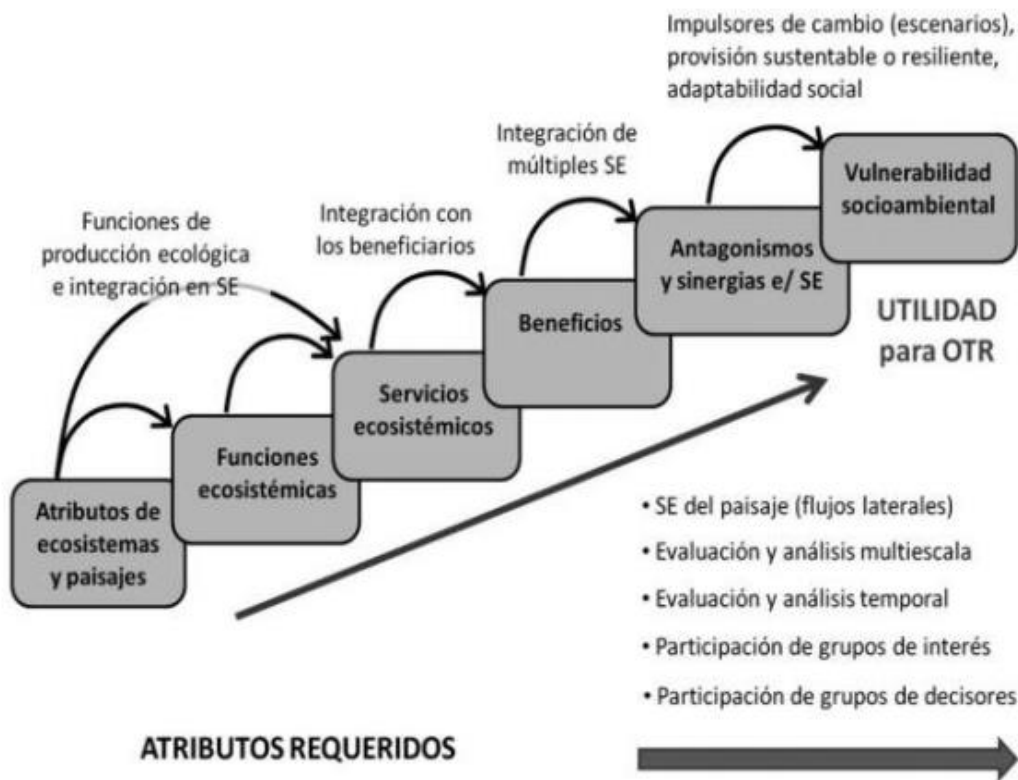 Impulsores de cambio (escenarios),
provisión sustentable o resiliente,
adaptabilidad social
Integración de
múltiples SE
Vulnerabilidad
socioambiental
Funciones de
producción ecológica
e integración en SE
Integración con
los beneficiarios
Antagonismos
y sinergias e/ SE
Beneficios
UTILIDAD
para OTR
Servicios
ecosistémicos
Funciones
ecosistémicas
Atributos de
ecosistemas
y paisajes
• SE del paisaje (flujos laterales)
• Evaluación y análisis multiescala
• Evaluación y análisis temporal
• Participación de grupos de interés
• Participación de grupos de decisores
ATRIBUTOS REQUERIDOS